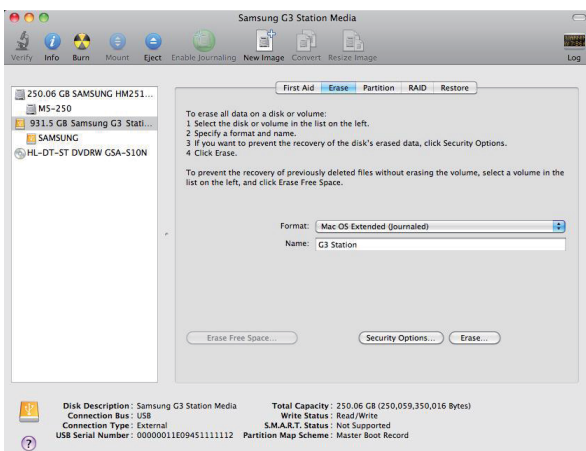 Samsung G3 Station Media
Verify Info Burn Mount Eject Enable Journaling New Image Convert Resize Image Log
First Aid Erase Partition RAID Restore
250.06 GB SAMSUNG HM251...
M5-250
931.5 GB Samsung G3 Stati...
SAMSUNG
HL-DT-ST DVDRW GSA-S10N
To erase all data on a disk or volume:
1 Select the disk or volume in the list on the left.
2 Specify a format and name.
3 If you want to prevent the recovery of the disk's erased data, click Security Options.
4 Click Erase.
To prevent the recovery of previously deleted files without erasing the volume, select a volume in the
list on the left, and click Erase Free Space.
Format: Mac OS Extended (Journaled)
Name: G3 Station
Erase Free Space... Security Options... Erase...
Disk Description : Samsung G3 Station Media
Connection Bus : USB
Connection Type : External
USB Serial Number : 00000011E09451111112
Total Capacity : 250.06 GB (250,059,350,016 Bytes)
Write Status : Read/Write
S.M.A.R.T. Status : Not Supported
Partition Map Scheme : Master Boot Record
?